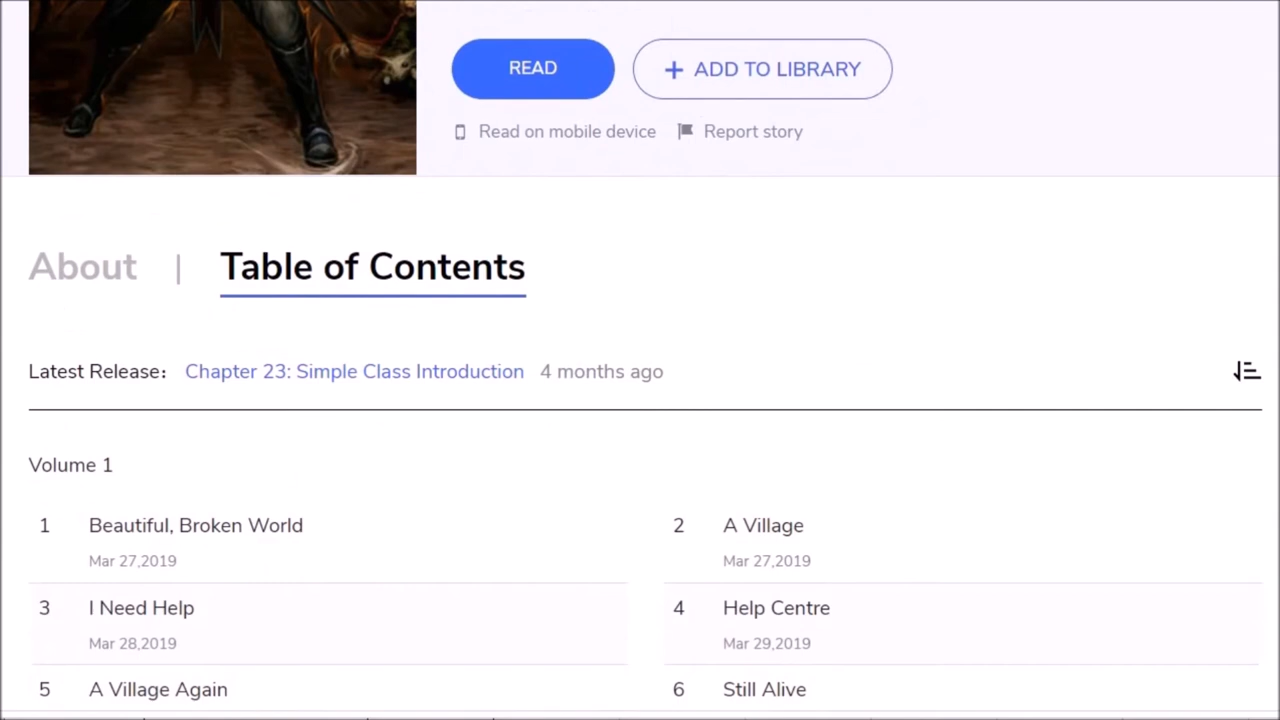 READ
+ ADD TO LIBRARY
Read on mobile device
Report story
About | Table of Contents
Latest Release: Chapter 23: Simple Class Introduction 4 months ago
Volume 1
1 Beautiful, Broken World
Mar 27,2019
2 A Village
Mar 27,2019
3 I Need Help
Mar 28,2019
4 Help Centre
Mar 29,2019
5 A Village Again
6 Still Alive